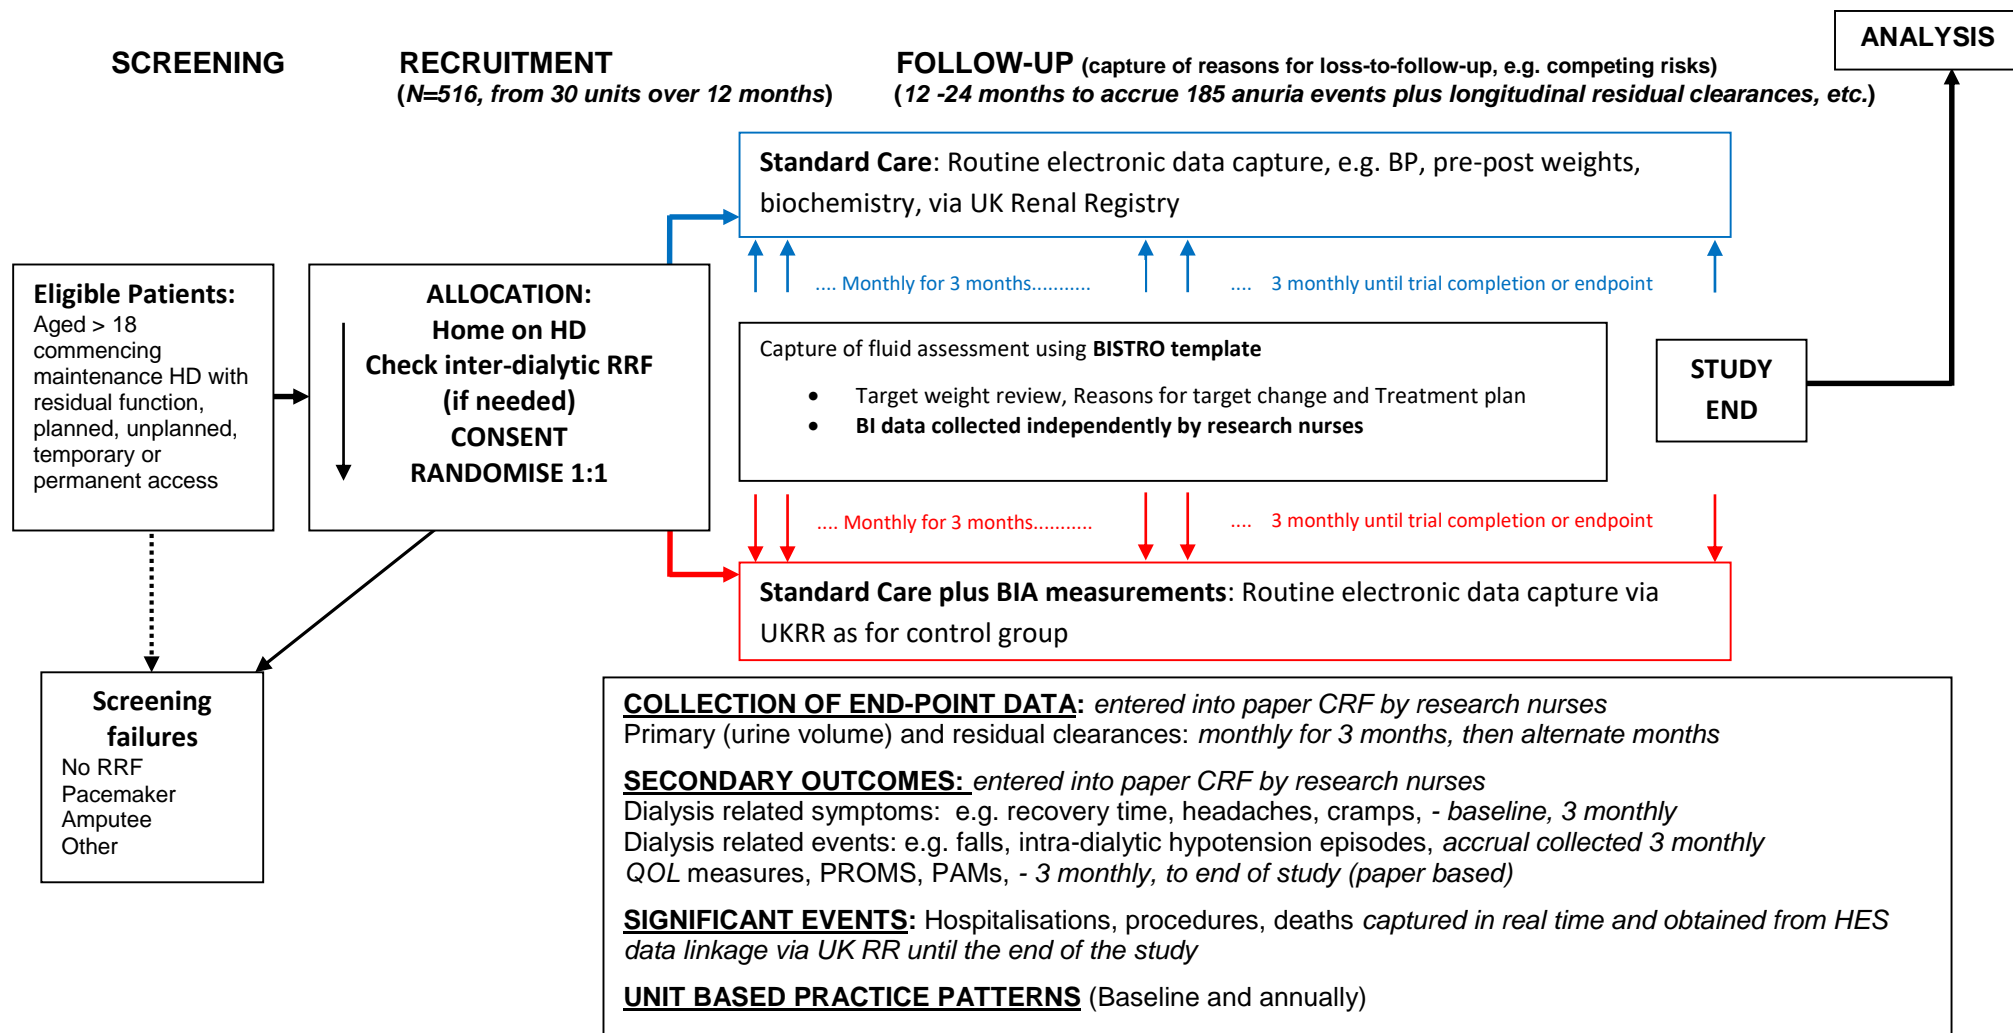 ANALYSIS
SCREENING
RECRUITMENT
(N=516, from 30 units over 12 months)
FOLLOW-UP (capture of reasons for loss-to-follow-up, e.g. competing risks)
(12 -24 months to accrue 185 anuria events plus longitudinal residual clearances, etc.)
Standard Care: Routine electronic data capture, e.g. BP, pre-post weights,
biochemistry, via UK Renal Registry
.... Monthly for 3 months...........
.... 3 monthly until trial completion or endpoint
Eligible Patients:
Aged > 18
commencing
maintenance HD with
residual function,
planned, unplanned,
temporary or
permanent access
ALLOCATION:
Home on HD
Check inter-dialytic RRF
(if needed)
CONSENT
RANDOMISE 1:1
Capture of fluid assessment using BISTRO template
• Target weight review, Reasons for target change and Treatment plan
• BI data collected independently by research nurses
STUDY
END
.... Monthly for 3 months...........
.... 3 monthly until trial completion or endpoint
Standard Care plus BIA measurements: Routine electronic data capture via
UKRR as for control group
Screening
failures
No RRF
Pacemaker
Amputee
Other
COLLECTION OF END-POINT DATA: entered into paper CRF by research nurses
Primary (urine volume) and residual clearances: monthly for 3 months, then alternate months
SECONDARY OUTCOMES: entered into paper CRF by research nurses
Dialysis related symptoms: e.g. recovery time, headaches, cramps, - baseline, 3 monthly
Dialysis related events: e.g. falls, intra-dialytic hypotension episodes, accrual collected 3 monthly
QOL measures, PROMS, PAMs, - 3 monthly, to end of study (paper based)
SIGNIFICANT EVENTS: Hospitalisations, procedures, deaths captured in real time and obtained from HES
data linkage via UK RR until the end of the study
UNIT BASED PRACTICE PATTERNS (Baseline and annually)